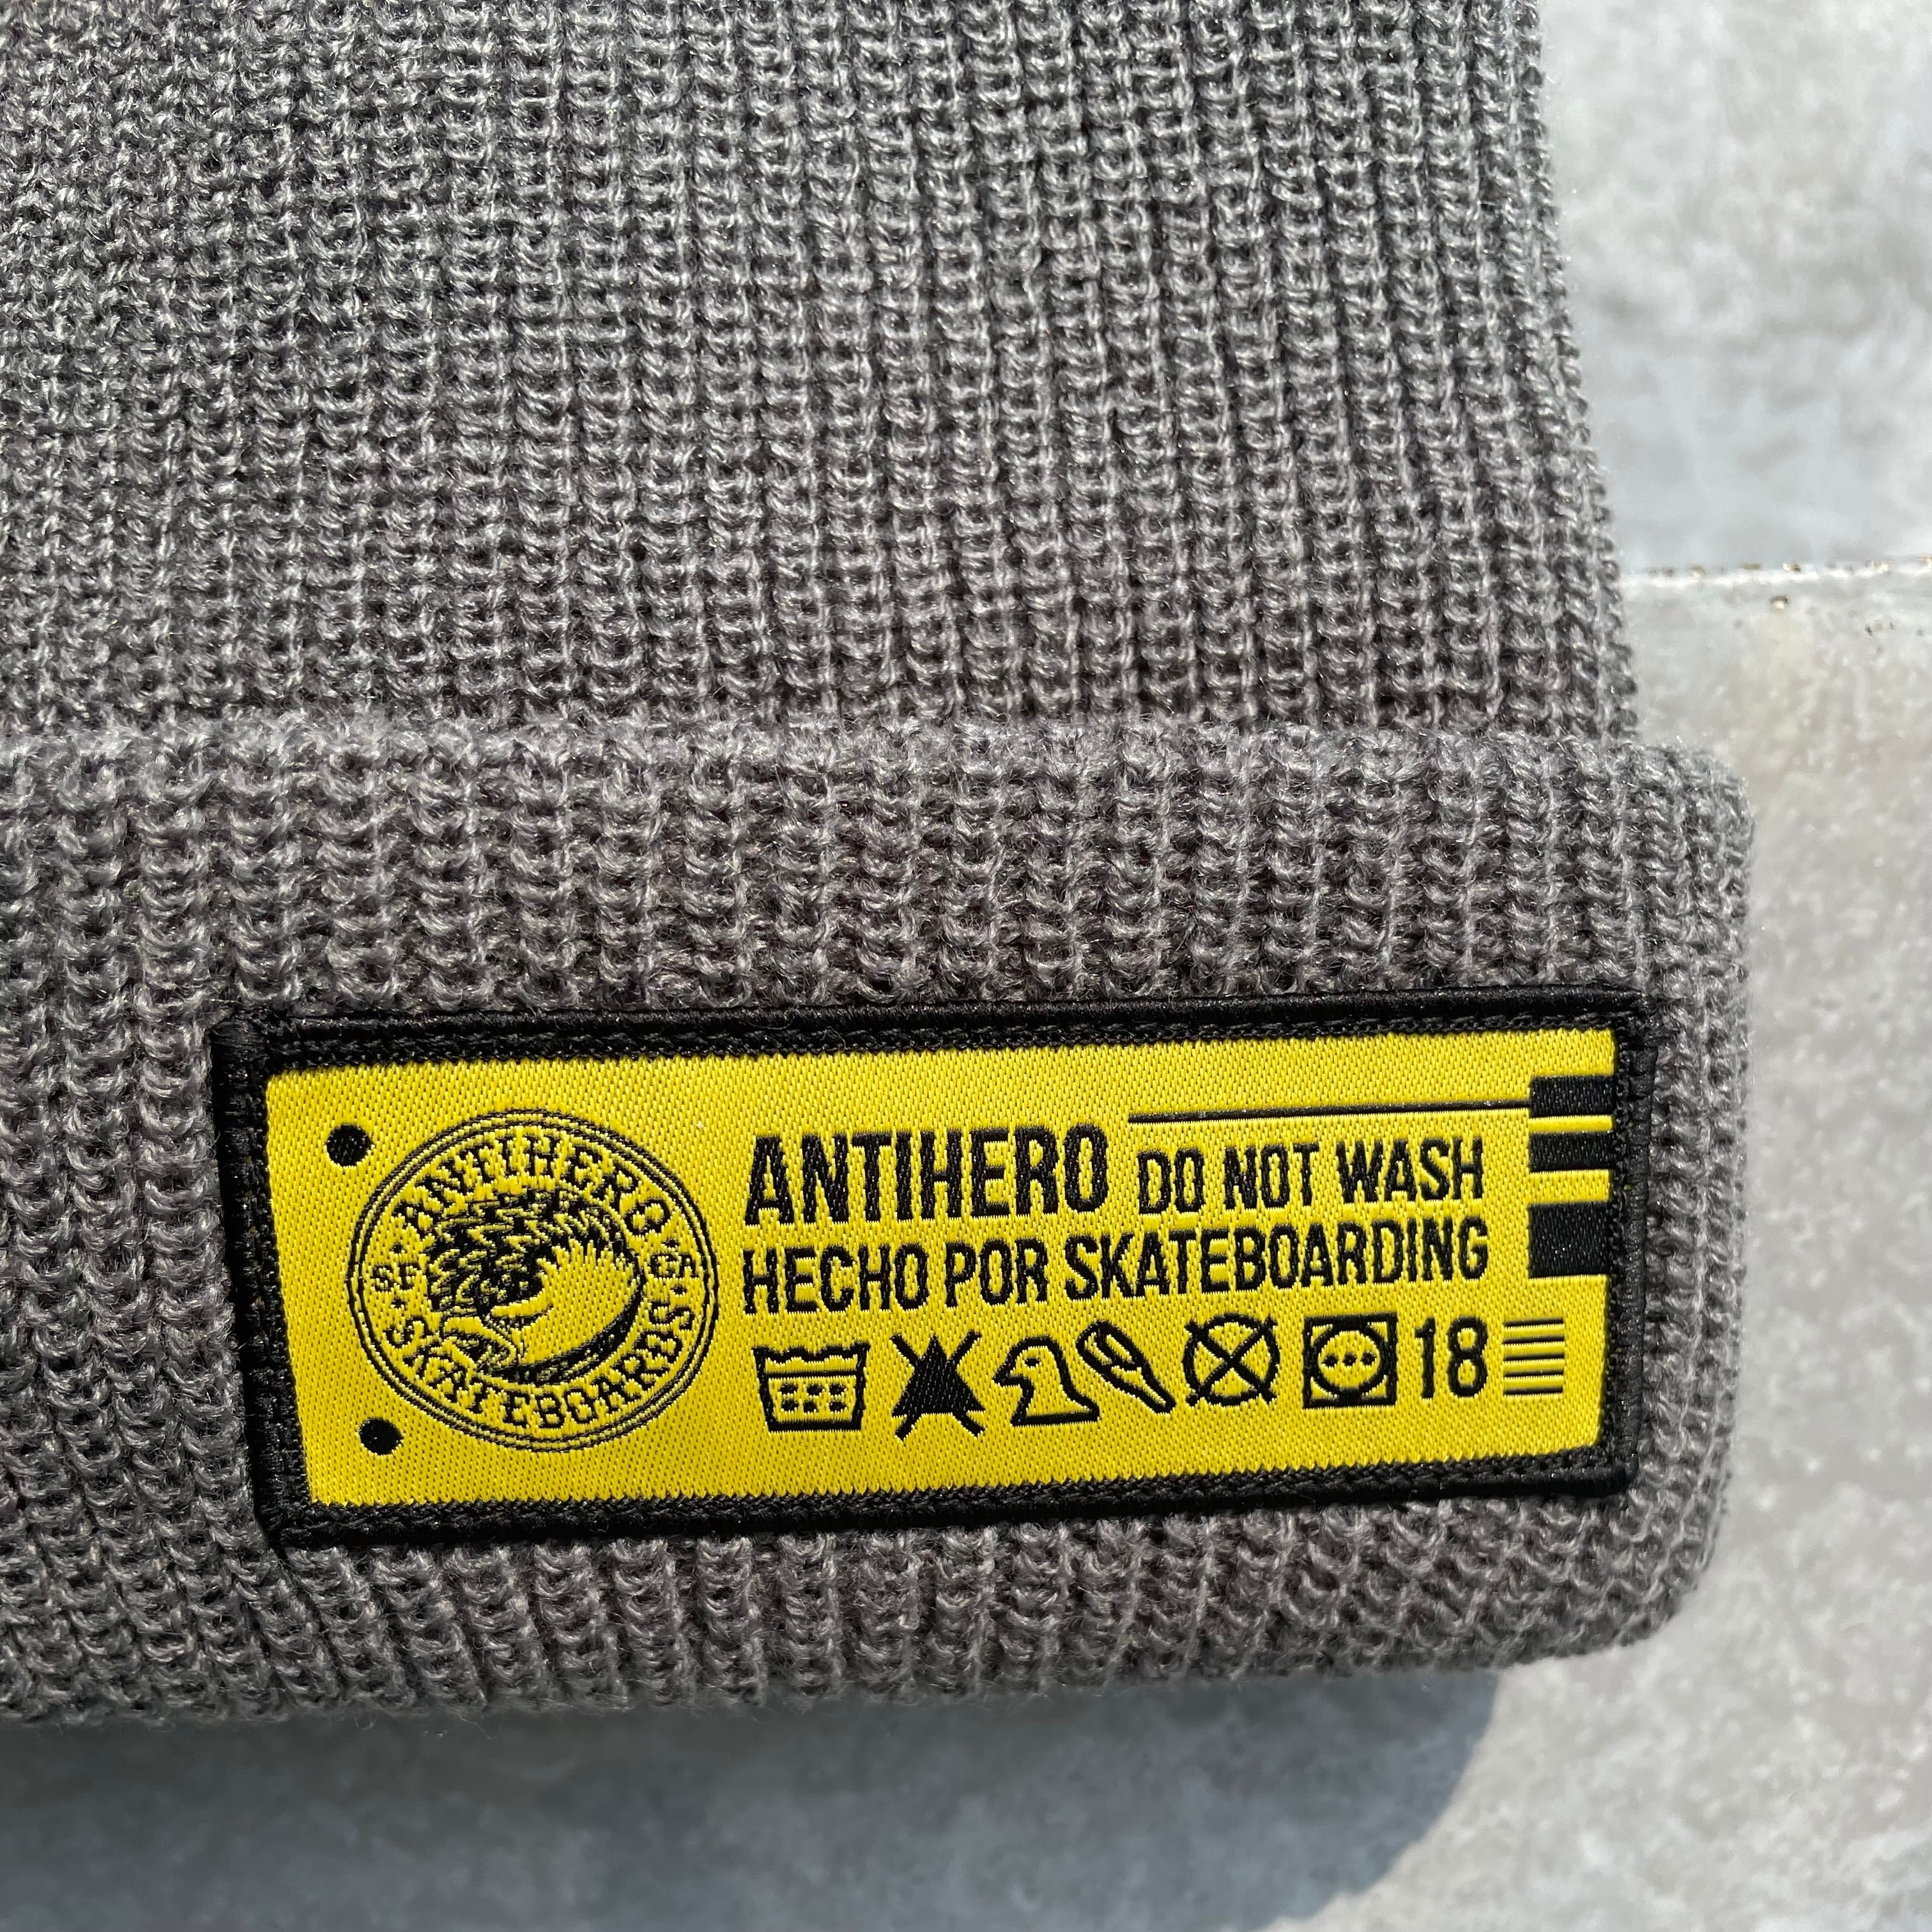 ANTIHERO
SF CA
SKATEBOARDS
ANTIHERO DO NOT WASH
HECHO POR SKATEBOARDING
18